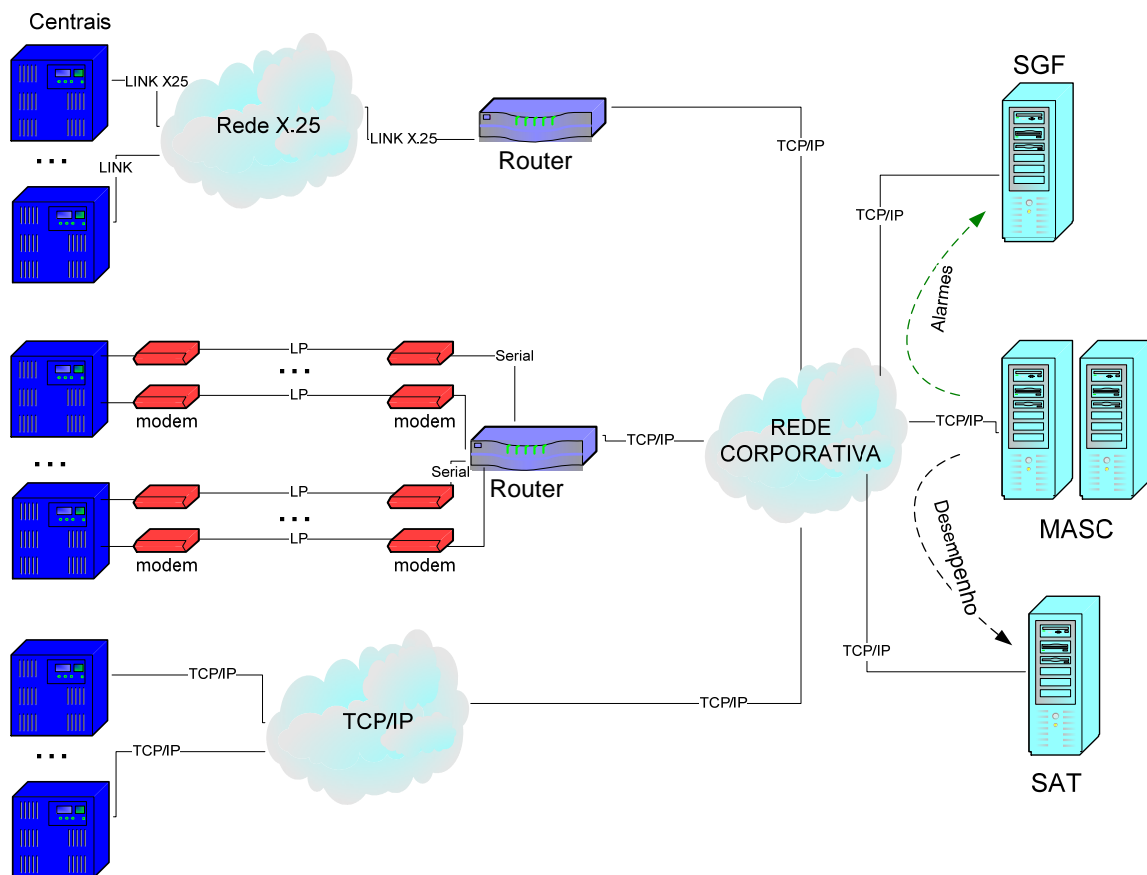 Centrais
LINK X25
Rede X.25
LINK X.25
Router
TCP/IP
SGF
...
LINK
TCP/IP
Alarmes
LP
...
Serial
modem
LP
modem
...
Serial
Router
TCP/IP
REDE
CORPORATIVA
TCP/IP
MASC
LP
...
modem
LP
modem
Desempenho
TCP/IP
TCP/IP
TCP/IP
TCP/IP
...
TCP/IP
SAT